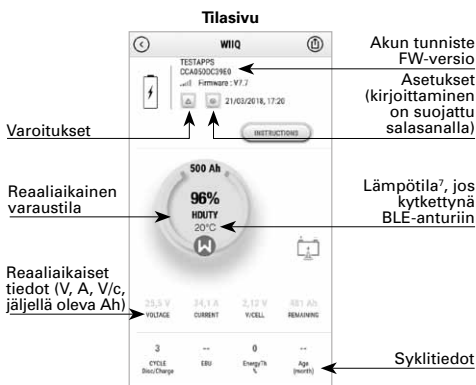 Tilasivu
WIIQ
TESTAPPS
CCA050DC39E0
Firmware : V7.7
21/03/2018, 17:20
INSTRUCTIONS
Akun tunniste
FW-versio
Asetukset
(kirjoittaminen
on suojattu
salasanalla)
Varoitukset
500 Ah
96%
HDUTY
20°C
Reaaliaikainen
varaustila
Lämpötila⁷, jos
kytkettynä
BLE-anturiin
Reaaliaikaiset
tiedot (V, A, V/c,
jäljellä oleva Ah)
25,5 V 34,1 A 2,12 V 481 Ah
VOLTAGE CURRENT V/CELL REMAINING
3 -- 0 --
CYCLE EBU EnergyTh Age
Disc/Charge % (month)
Syklitiedot